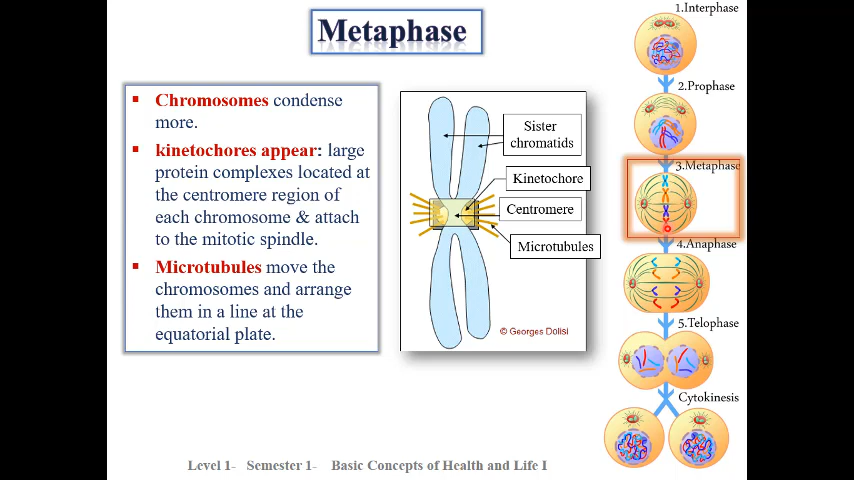 Metaphase
Chromosomes condense
more.
kinetochores appear: large
protein complexes located at
the centromere region of
each chromosome & attach
to the mitotic spindle.
Microtubules move the
chromosomes and arrange
them in a line at the
equatorial plate.
Sister
chromatids
Kinetochore
Centromere
Microtubules
© Georges Dolisi
1.Interphase
2.Prophase
3.Metaphase
4.Anaphase
5.Telophase
Cytokinesis
Level 1- Semester 1- Basic Concepts of Health and Life I